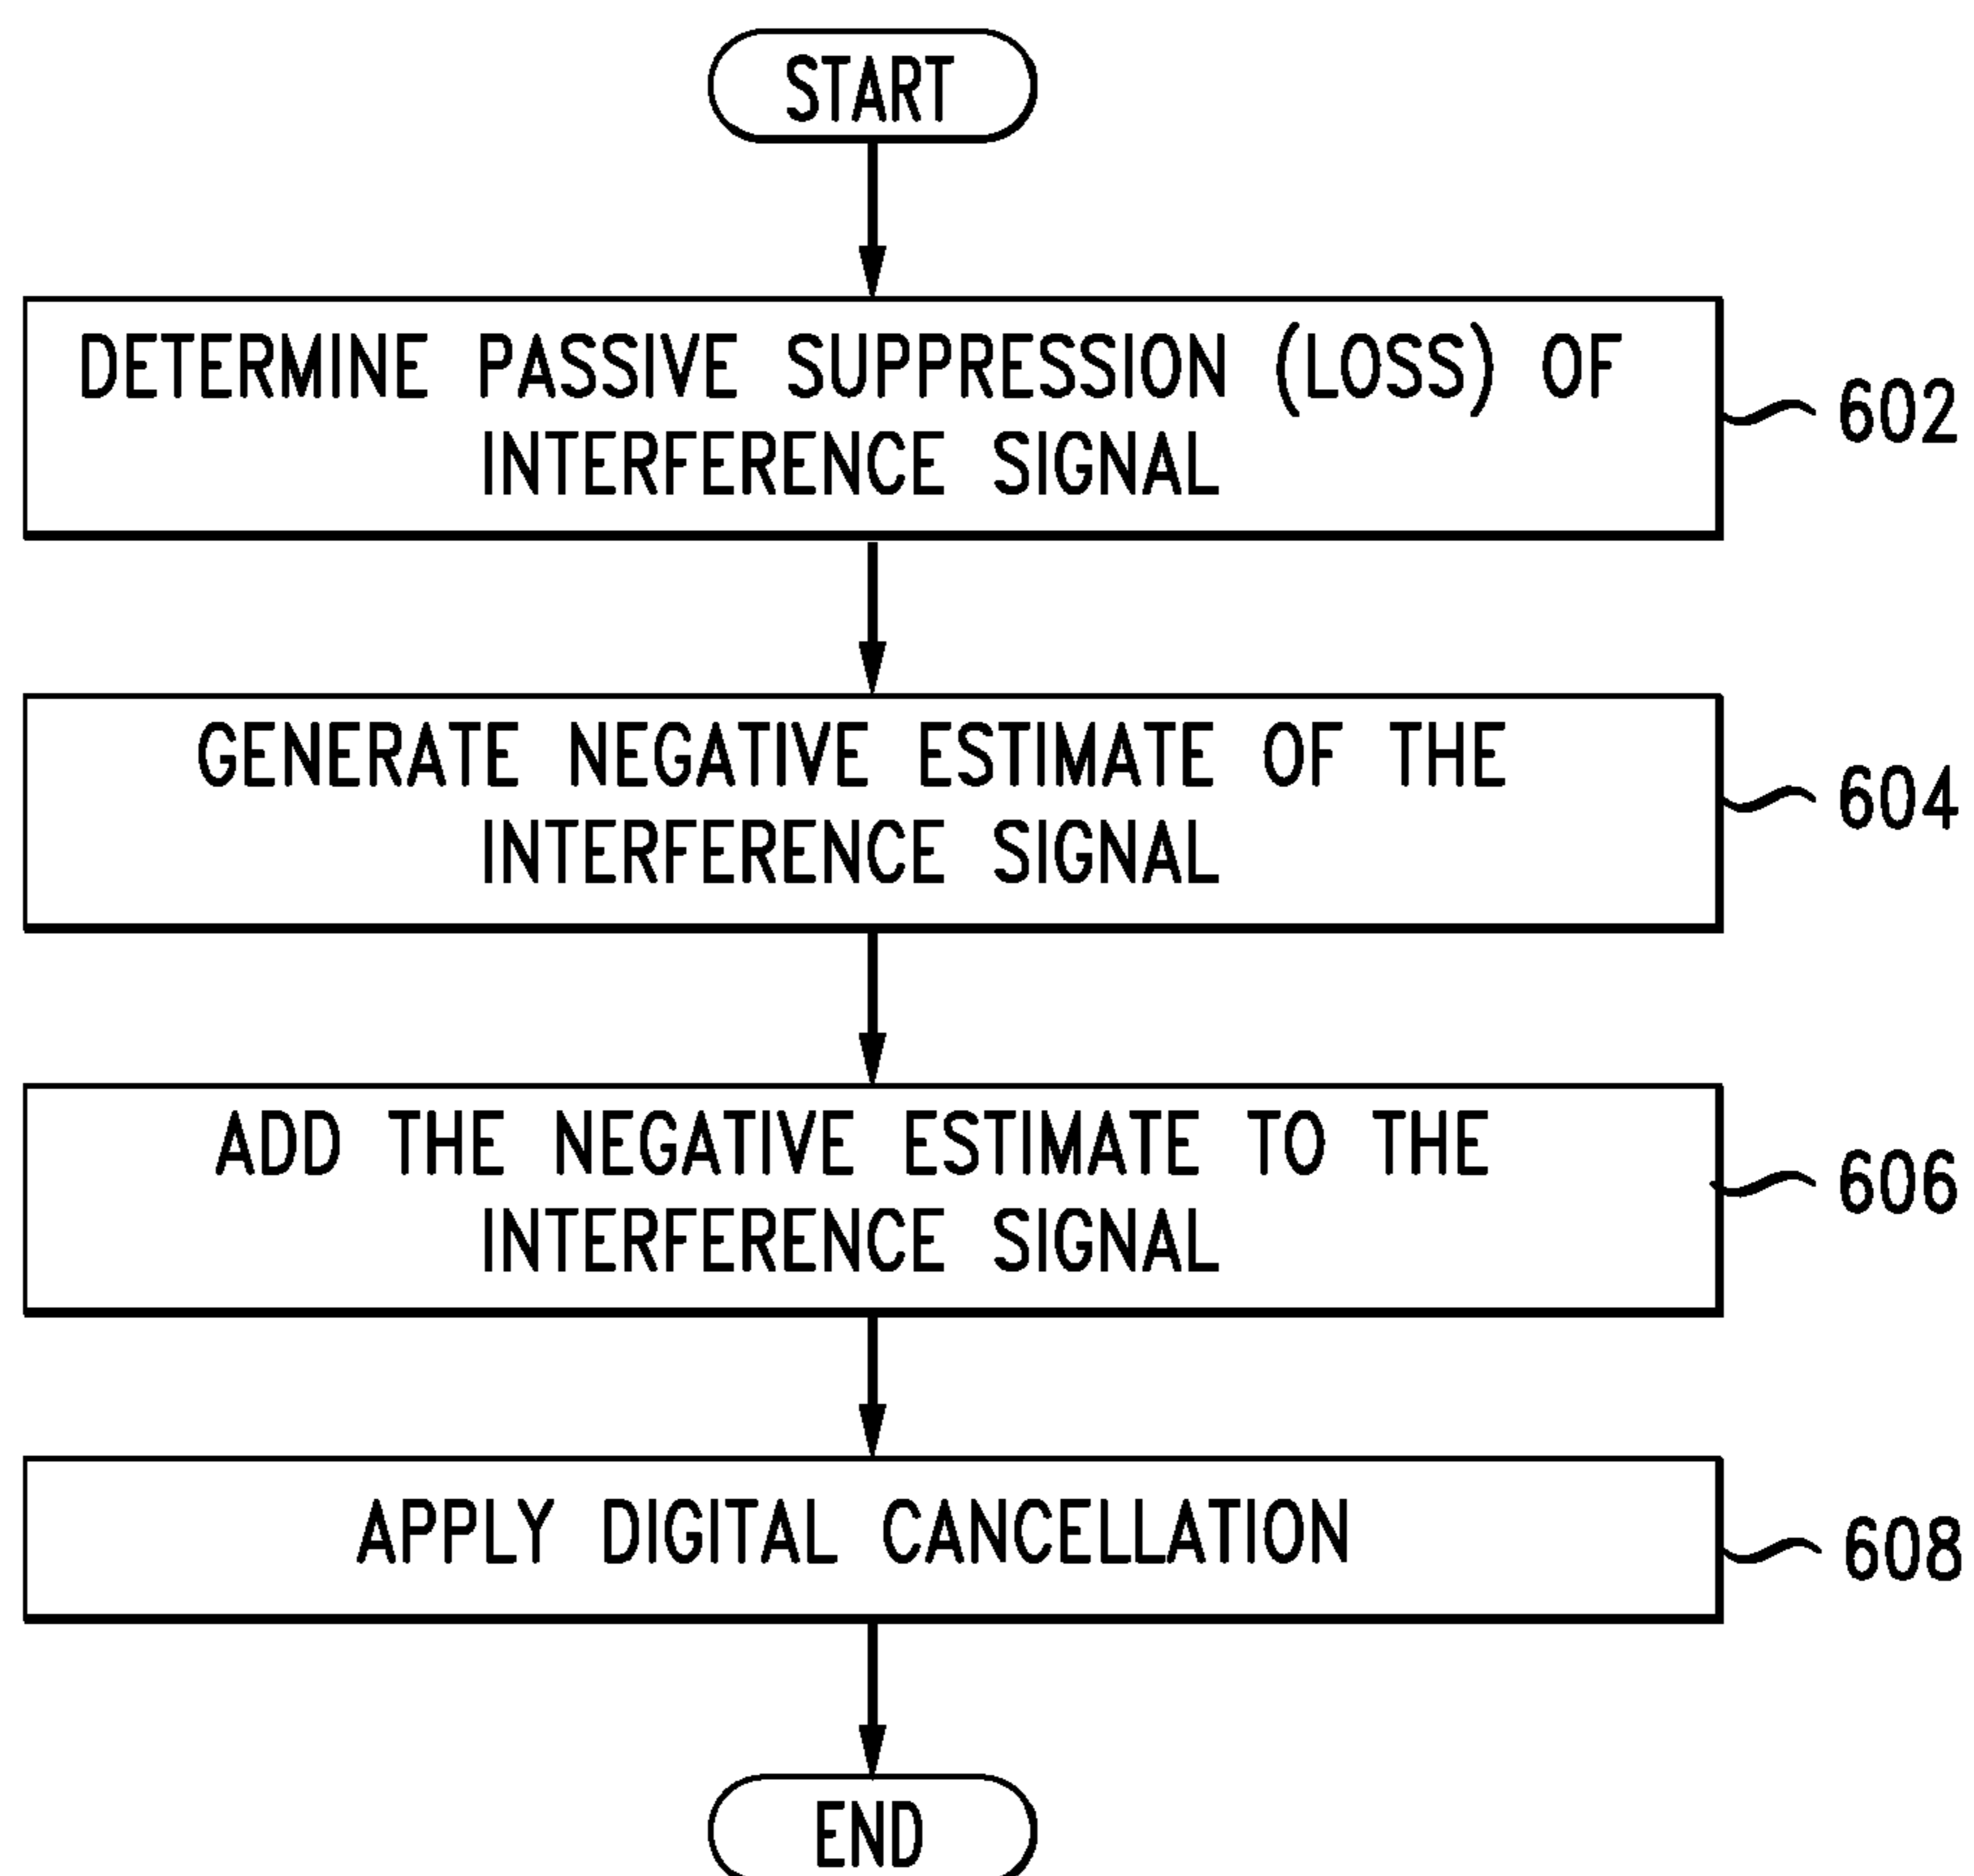 START
DETERMINE PASSIVE SUPPRESSION (LOSS) OF
INTERFERENCE SIGNAL
602
GENERATE NEGATIVE ESTIMATE OF THE
INTERFERENCE SIGNAL
604
ADD THE NEGATIVE ESTIMATE TO THE
INTERFERENCE SIGNAL
606
APPLY DIGITAL CANCELLATION
608
END